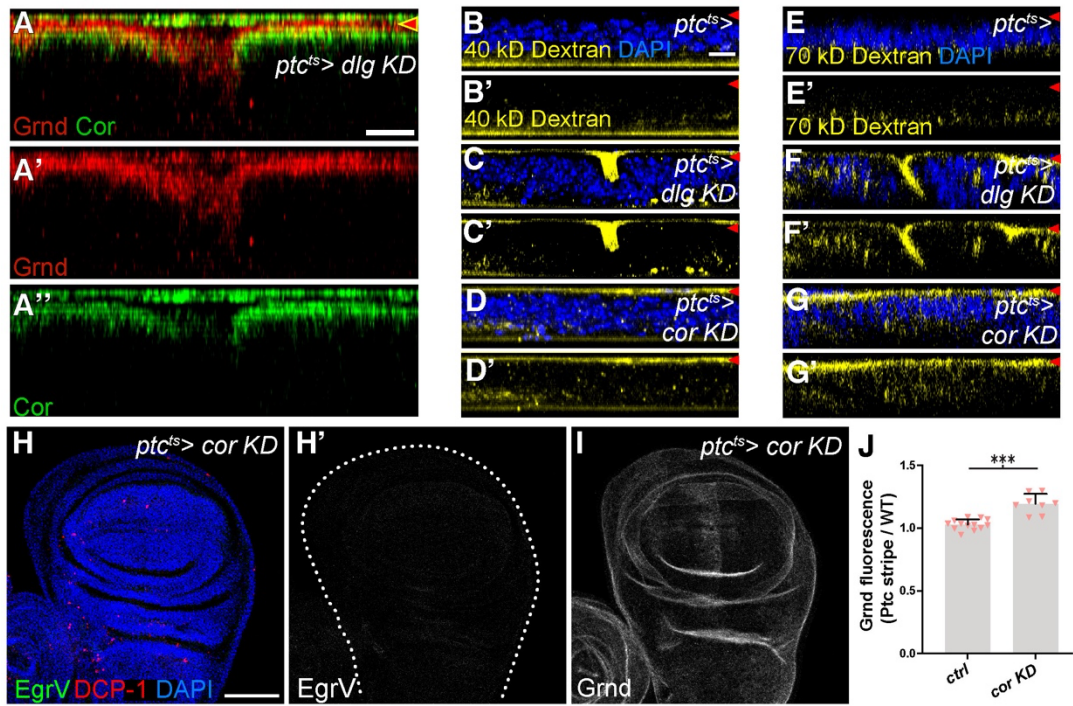 A
ptcts> dlg KD
Grnd Cor
A'
Grnd
A''
Cor
B
ptcts>
40 kD Dextran DAPI
B'
40 kD Dextran
C
ptcts>
dlg KD
C'
D
ptcts>
cor KD
D'
E
ptcts>
70 kD Dextran DAPI
E'
70 kD Dextran
F
ptcts>
dlg KD
F'
G
ptcts>
cor KD
G'
H
ptcts> cor KD
EgrV DCP-1 DAPI
H'
EgrV
I
ptcts> cor KD
Grnd
J
***
1.5
1.0
0.5
0.0
Grnd fluorescence
(Ptc stripe / WT)
ctrl
cor KD